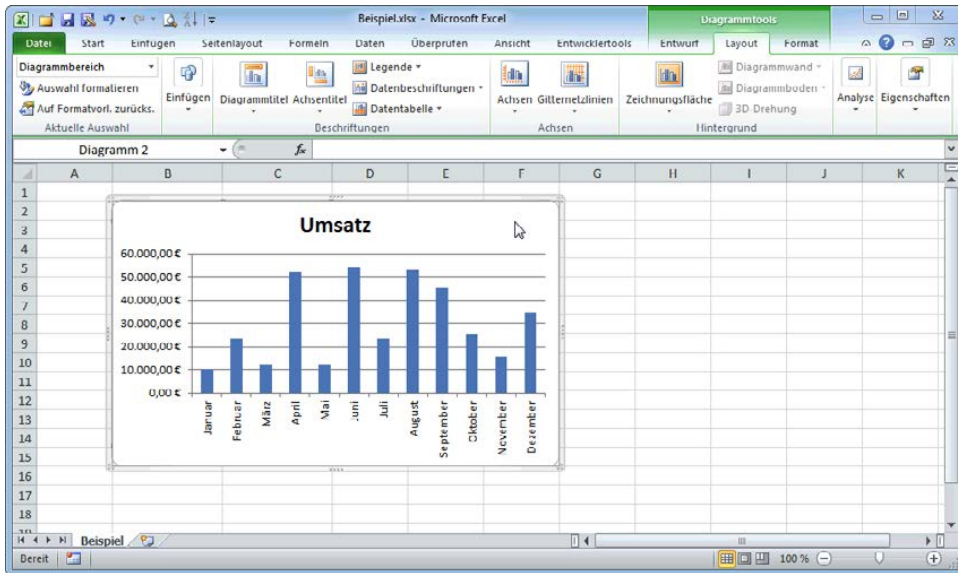 Beispiel.xlsx - Microsoft Excel
Diagrammtools
Datei Start Einfügen Seitenlayout Formeln Daten Überprüfen Ansicht Entwicklertools Entwurf Layout Format
Diagrammbereich
Auswahl formatieren
Auf Formatvorl. zurücks.
Aktuelle Auswahl
Einfügen
Diagrammtitel Achsentitel
Legende
Datenbeschriftungen
Datentabelle
Beschriftungen
Achsen Gitternetzlinien
Achsen
Zeichnungsfläche
Diagrammwand
Diagrammboden
3D-Drehung
Hintergrund
Analyse Eigenschaften
Diagramm 2 fx
A B C D E F G H I J K
1
2
3
4
5
6
7
8
9
10
11
12
13
14
15
16
17
18
19
Umsatz
60.000,00 €
50.000,00 €
40.000,00 €
30.000,00 €
20.000,00 €
10.000,00 €
0,00 €
Januar
Februar
März
April
Mai
Juni
Juli
August
September
Oktober
November
Dezember
Beispiel
Bereit 100 %